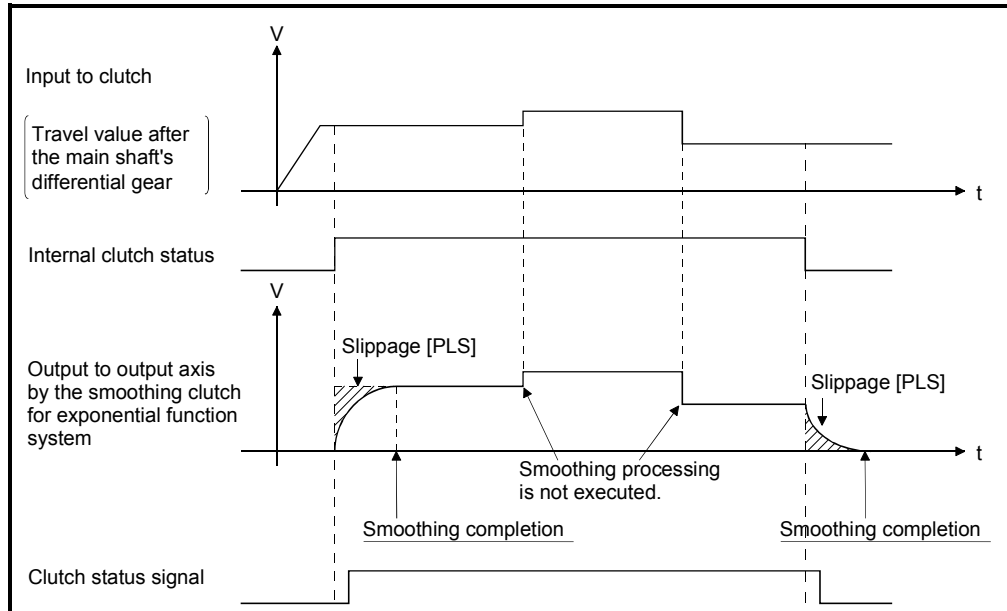 V
Input to clutch
Travel value after
the main shaft's
differential gear
t
Internal clutch status
V
Slippage [PLS]
Output to output axis
by the smoothing clutch
for exponential function
system
Slippage [PLS]
t
Smoothing processing
is not executed.
Smoothing completion
Smoothing completion
Clutch status signal